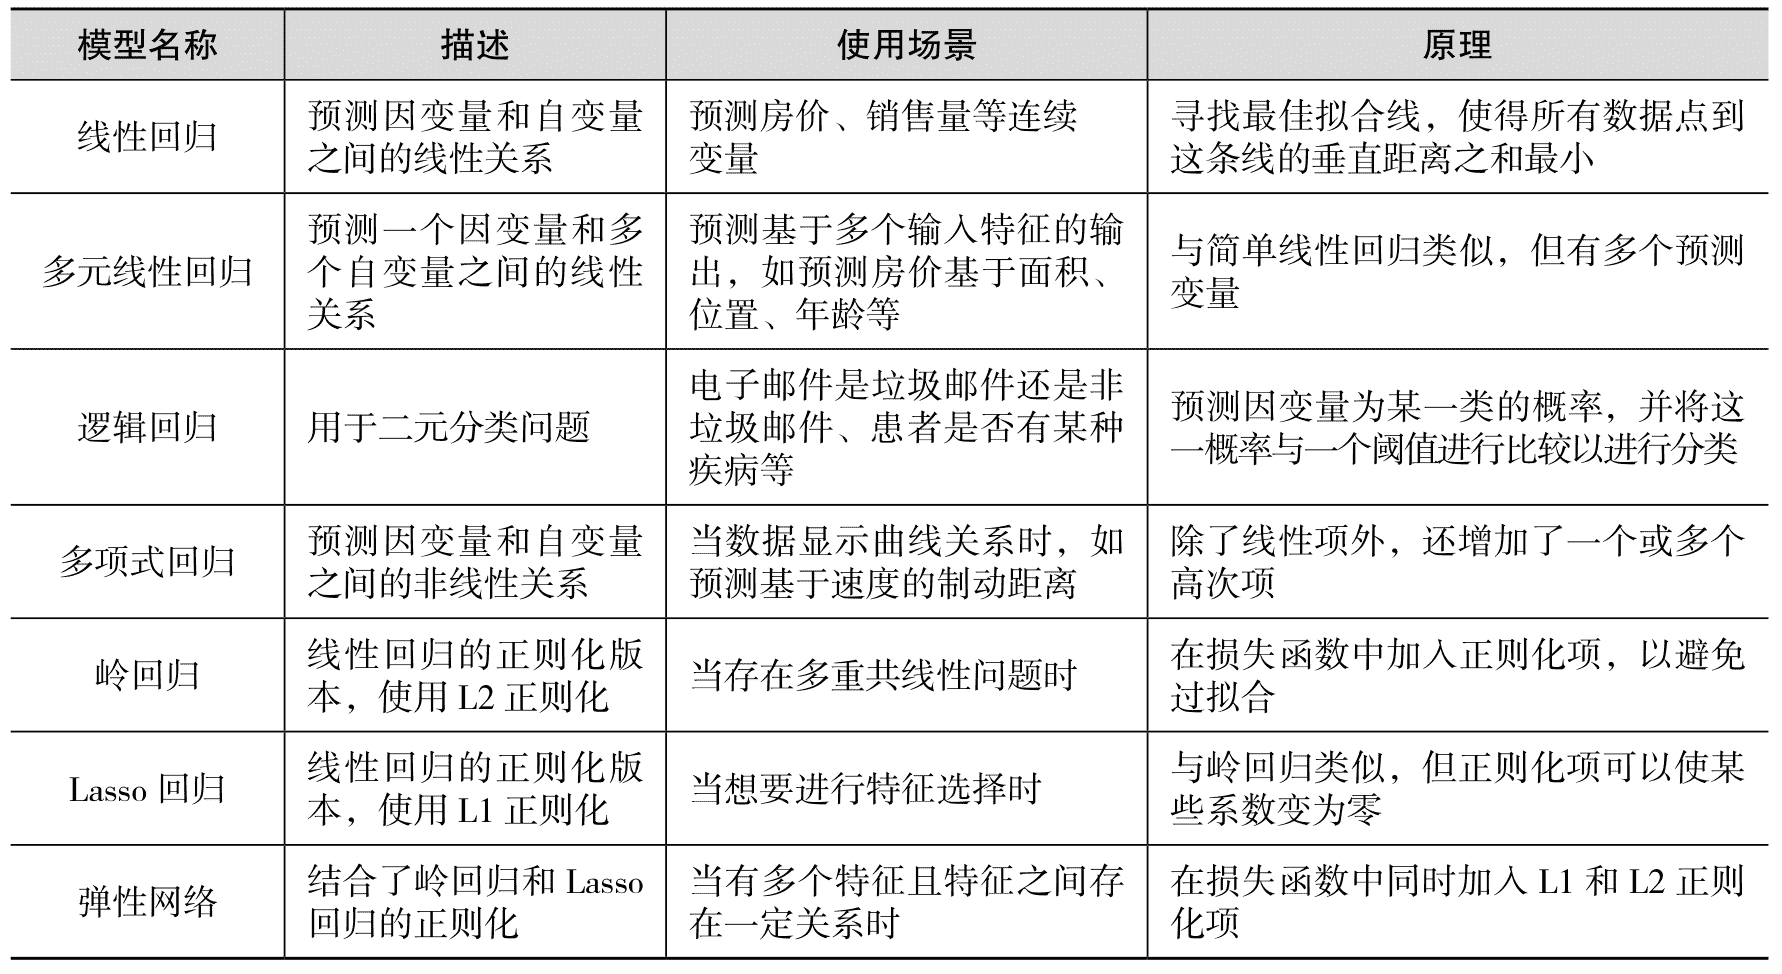 模型名称 描述 使用场景 原理
线性回归
预测因变量和自变量
之间的线性关系
预测房价、销售量等连续
变量
寻找最佳拟合线，使得所有数据点到
这条线的垂直距离之和最小
多元线性回归
预测一个因变量和多
个自变量之间的线性
关系
预测基于多个输入特征的输
出，如预测房价基于面积、
位置、年龄等
与简单线性回归类似，但有多个预测
变量
逻辑回归
用于二元分类问题
电子邮件是垃圾邮件还是非
垃圾邮件、患者是否有某种
疾病等
预测因变量为某一类的概率，并将这
一概率与一个阈值进行比较以进行分类
多项式回归
预测因变量和自变量
之间的非线性关系
当数据显示曲线关系时，如
预测基于速度的制动距离
除了线性项外，还增加了一个或多个
高次项
岭回归
线性回归的正则化版
本，使用 L2 正则化
当存在多重共线性问题时
在损失函数中加入正则化项，以避免
过拟合
Lasso 回归
线性回归的正则化版
本，使用 L1 正则化
当想要进行特征选择时
与岭回归类似，但正则化项可以使某
些系数变为零
弹性网络
结合了岭回归和 Lasso
回归的正则化
当有多个特征且特征之间存
在一定关系时
在损失函数中同时加入 L1 和 L2 正则
化项